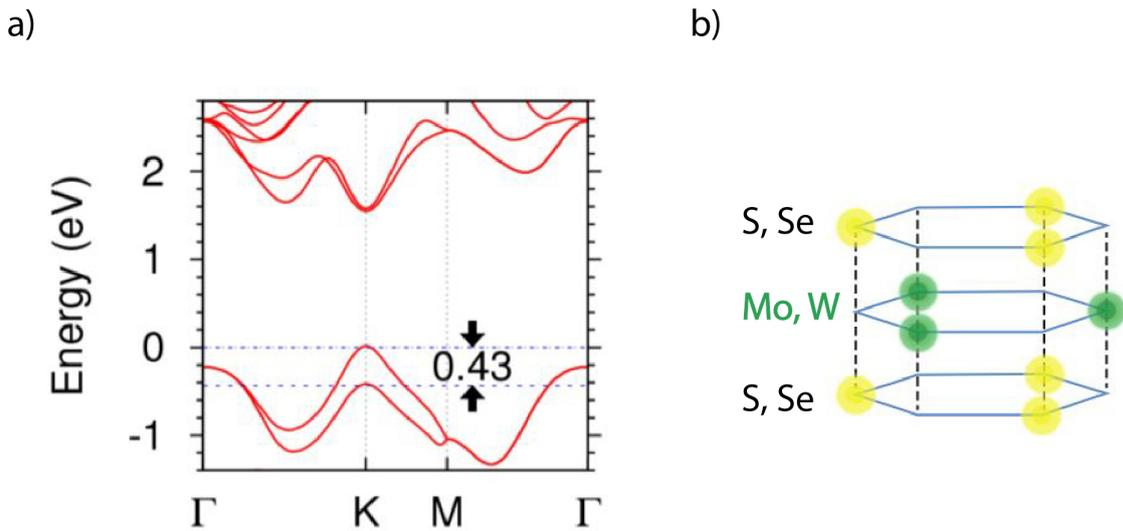 a)
Energy (eV)
2
1
0
-1
0.43
Γ K M Γ
b)
S, Se
Mo, W
S, Se